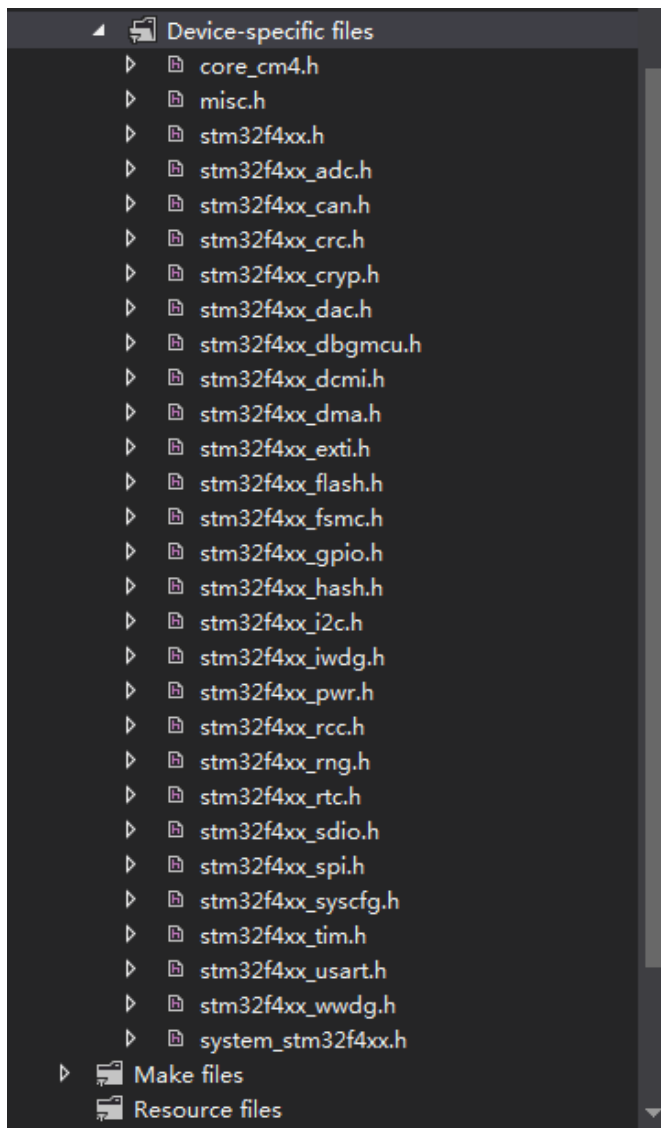 Device-specific files
core_cm4.h
misc.h
stm32f4xx.h
stm32f4xx_adc.h
stm32f4xx_can.h
stm32f4xx_crc.h
stm32f4xx_cryp.h
stm32f4xx_dac.h
stm32f4xx_dbgmcu.h
stm32f4xx_dcmi.h
stm32f4xx_dma.h
stm32f4xx_exti.h
stm32f4xx_flash.h
stm32f4xx_fsmc.h
stm32f4xx_gpio.h
stm32f4xx_hash.h
stm32f4xx_i2c.h
stm32f4xx_iwdg.h
stm32f4xx_pwr.h
stm32f4xx_rcc.h
stm32f4xx_rng.h
stm32f4xx_rtc.h
stm32f4xx_sdio.h
stm32f4xx_spi.h
stm32f4xx_syscfg.h
stm32f4xx_tim.h
stm32f4xx_usart.h
stm32f4xx_wwdg.h
system_stm32f4xx.h
Make files
Resource files